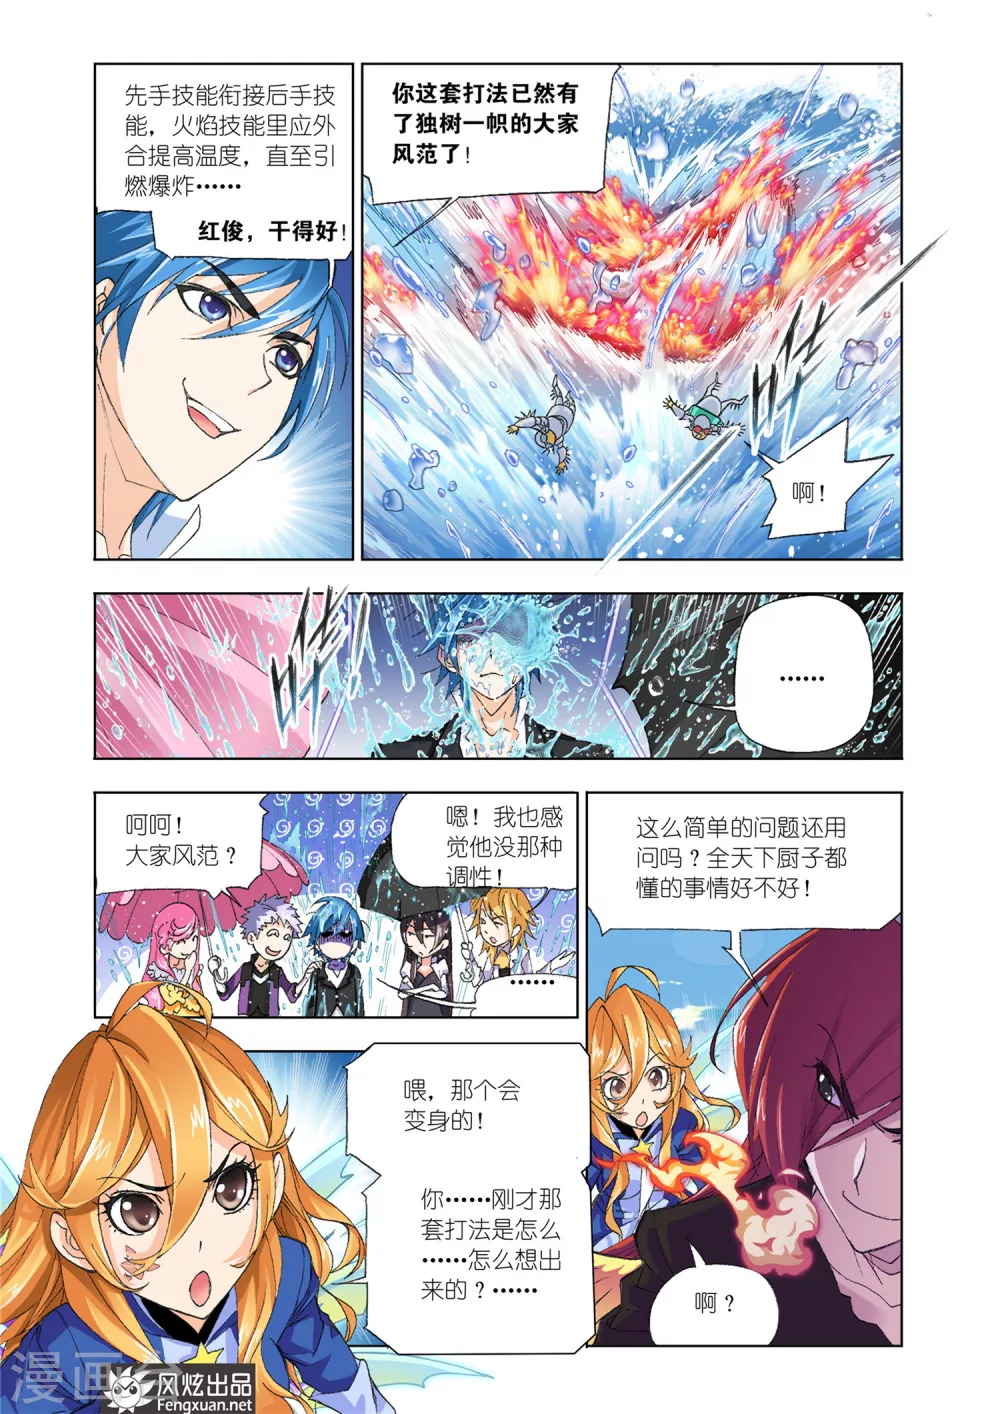 先手技能衔接后手技
能，火焰技能里应外
合提高温度，直至引
燃爆炸……
红俊，干得好！
你这套打法已然有
了独树一帜的大家
风范了！
啊！
……
呵呵！
大家风范？
嗯！我也感
觉他没那种
调性！
……
这么简单的问题还用
问吗？全天下厨子都
懂的事情好不好！
喂，那个会
变身的！
你……刚才那
套打法是怎么
……怎么想出
来的？……
啊？
漫画台
风炫出品
Fengxuan.net